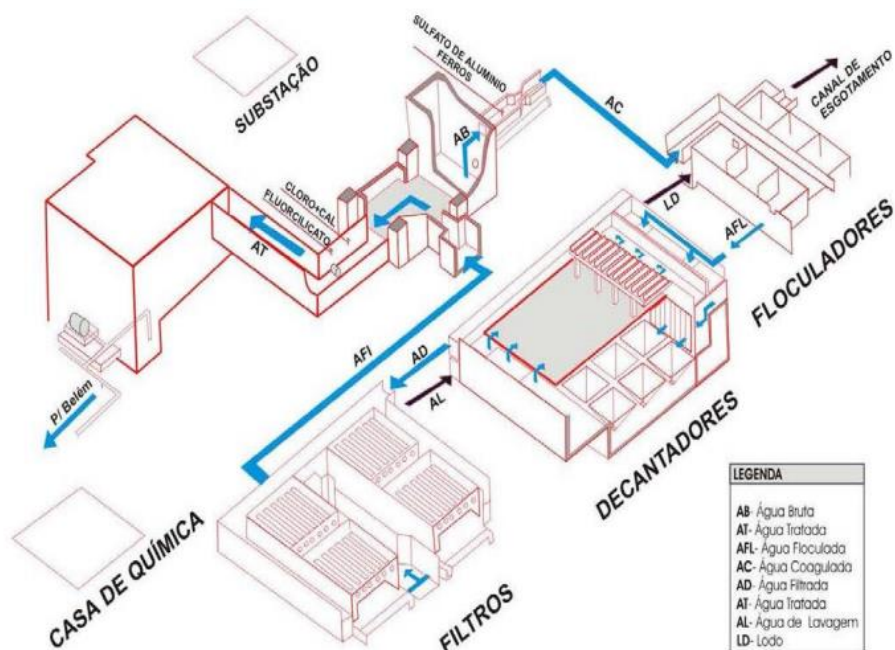 SUBSTAÇÃO
SULFATO DE ALUMINIO
FERROS
AB
AC
CANAL DE
ESGOTAMENTO
LD
AFL
FLOCULADORES
CLORO+CAL
FLUORCILICATO
AT
AFI
AD
AL
DECANTADORES
P/ Belém
CASA DE QUÍMICA
FILTROS
LEGENDA
AB- Água Bruta
AT- Água Tratada
AFL- Água Floculada
AC- Água Coagulada
AD- Água Filtrada
AT- Água Tratada
AL- Água de Lavagem
LD- Lodo